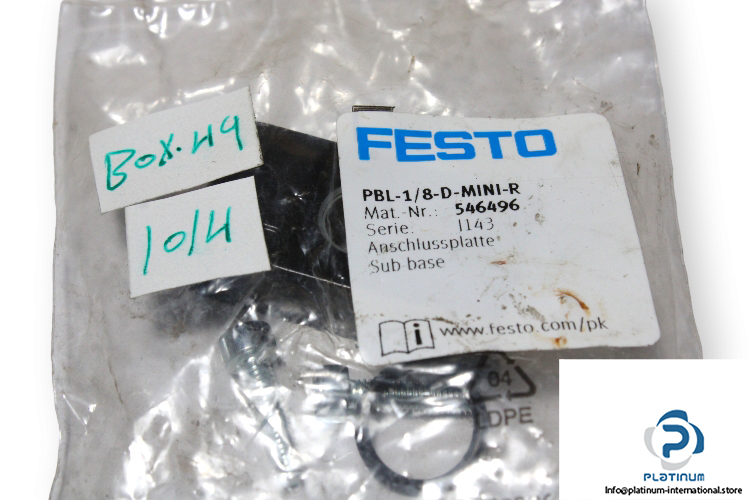 BOX.49
10/4
FESTO
PBL-1/8-D-MINI-R
Mat.-Nr.: 546496
Serie: I143
Anschlussplatte
Sub-base
www.festo.com/pk
04
LDPE
PLATINUM
Info@platinum-international.store